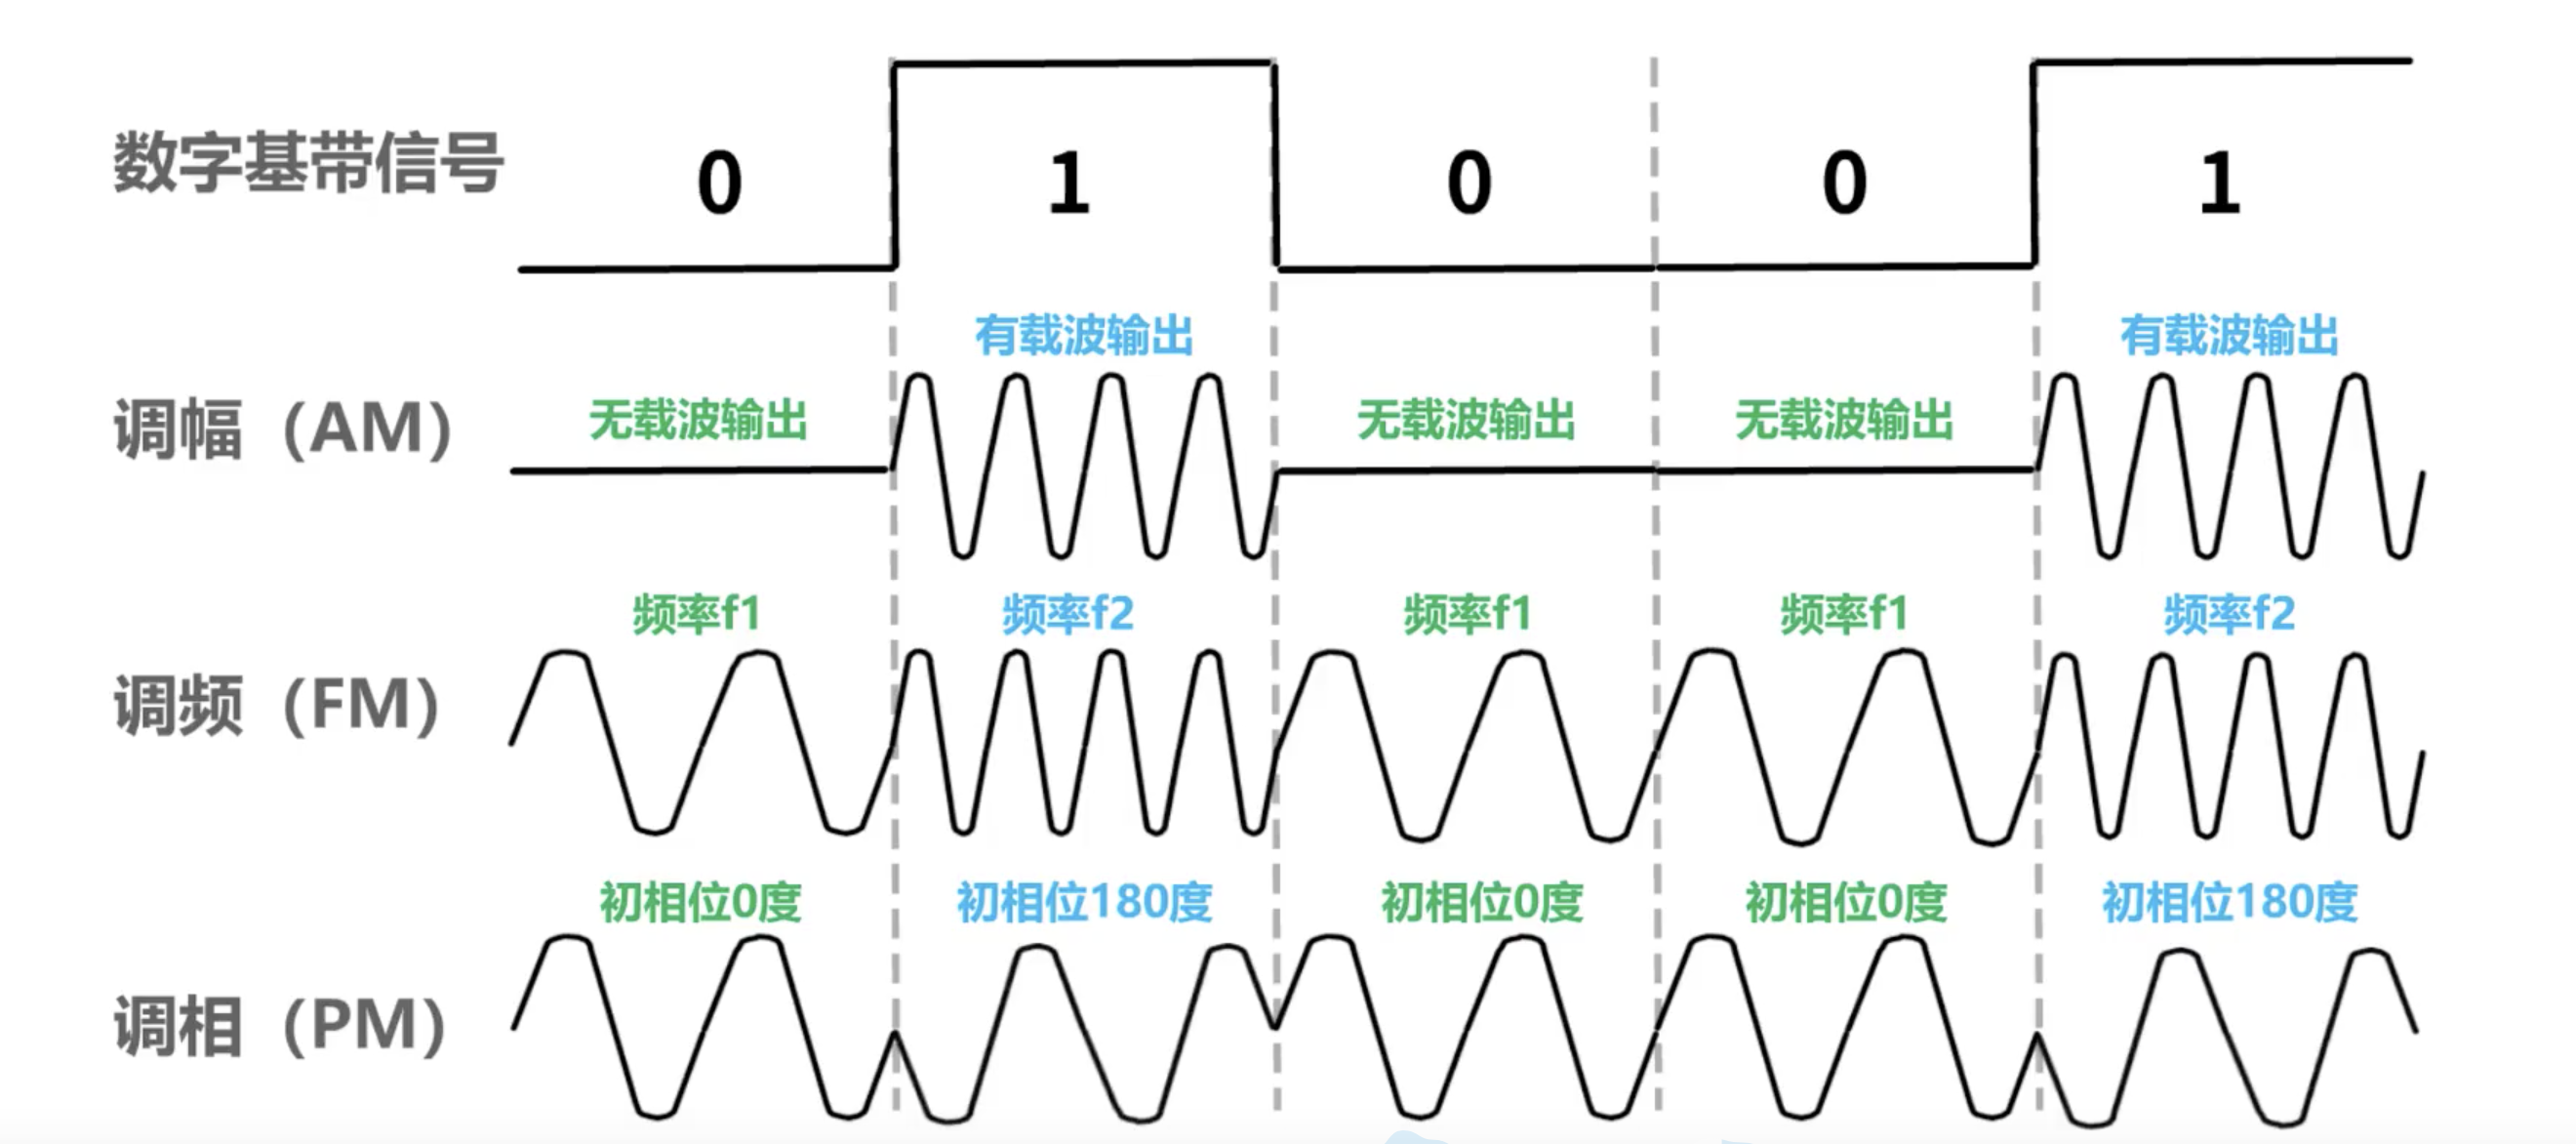 数字基带信号 0 1 0 0 1
有载波输出 有载波输出
调幅（AM） 无载波输出 无载波输出 无载波输出
频率f1 频率f2 频率f1 频率f1 频率f2
调频（FM）
初相位0度 初相位180度 初相位0度 初相位0度 初相位180度
调相（PM）